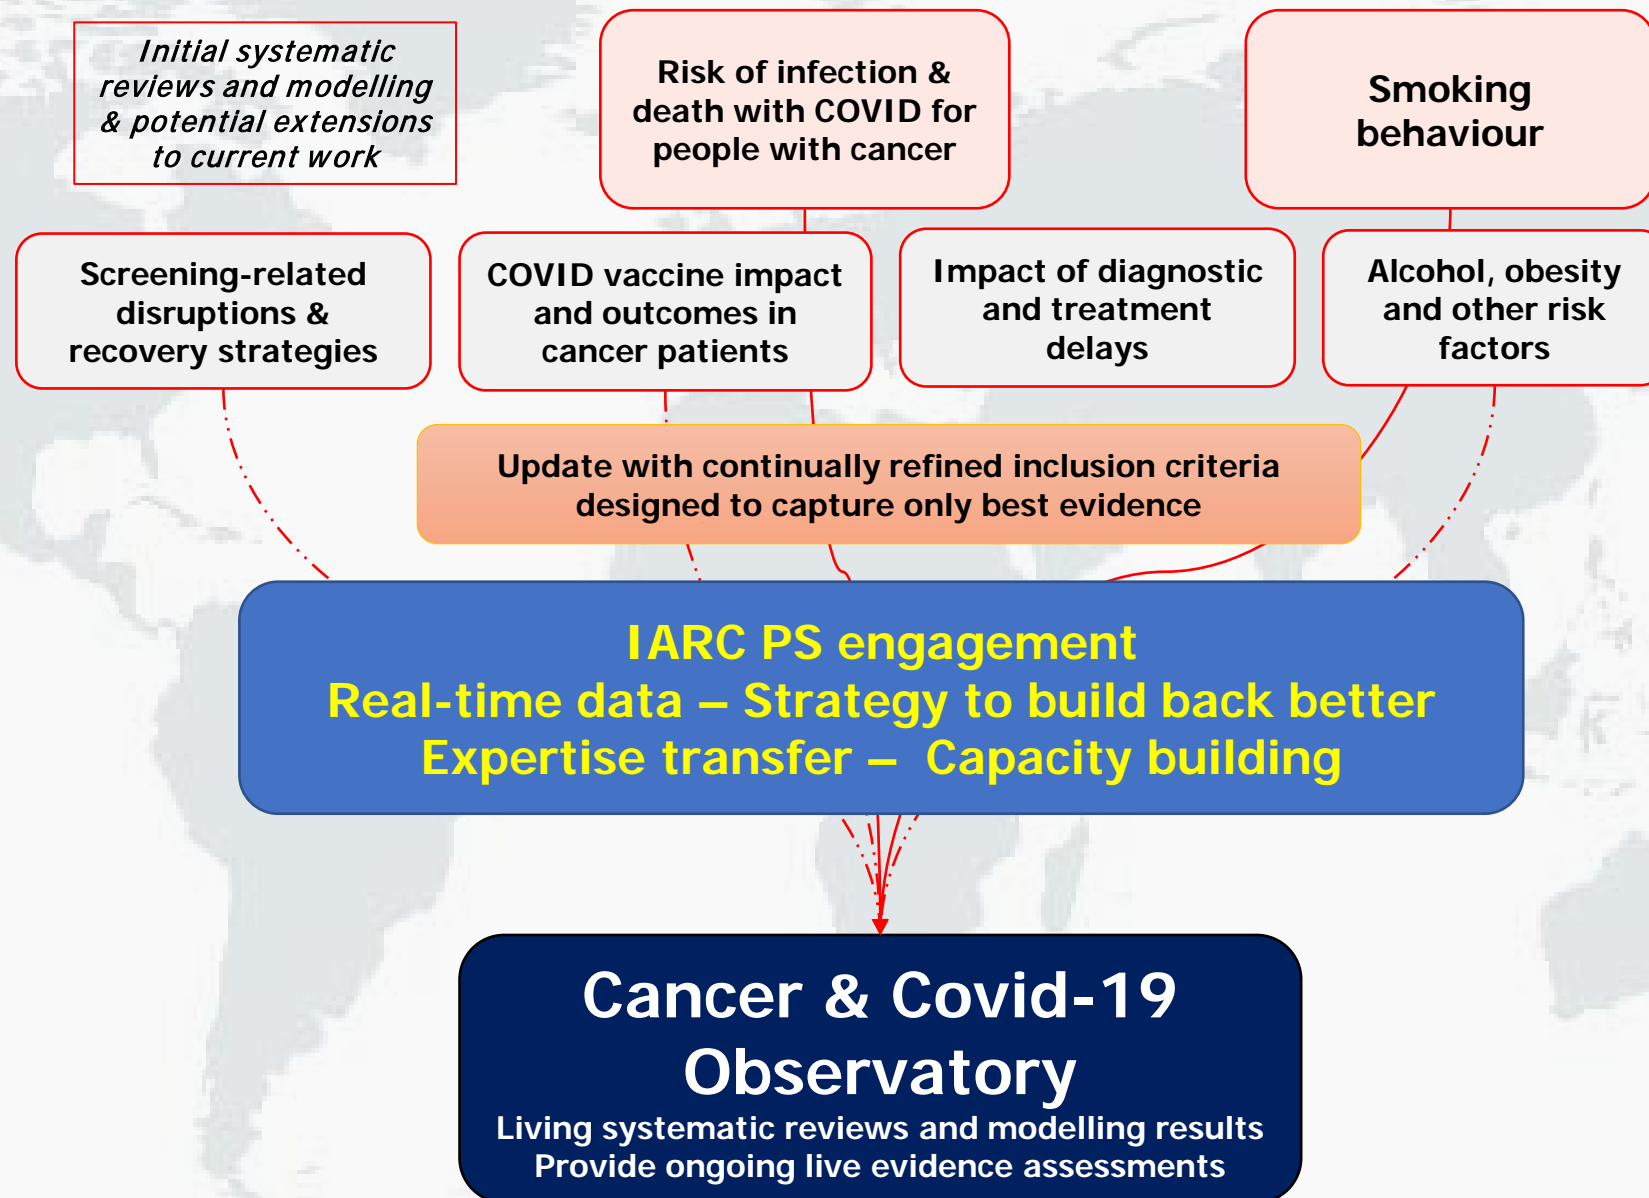 Initial systematic
reviews and modelling
& potential extensions
to current work
Risk of infection &
death with COVID for
people with cancer
Smoking
behaviour
Screening-related
disruptions &
recovery strategies
COVID vaccine impact
and outcomes in
cancer patients
Impact of diagnostic
and treatment
delays
Alcohol, obesity
and other risk
factors
Update with continually refined inclusion criteria
designed to capture only best evidence
IARC PS engagement
Real-time data – Strategy to build back better
Expertise transfer – Capacity building
Cancer & Covid-19
Observatory
Living systematic reviews and modelling results
Provide ongoing live evidence assessments